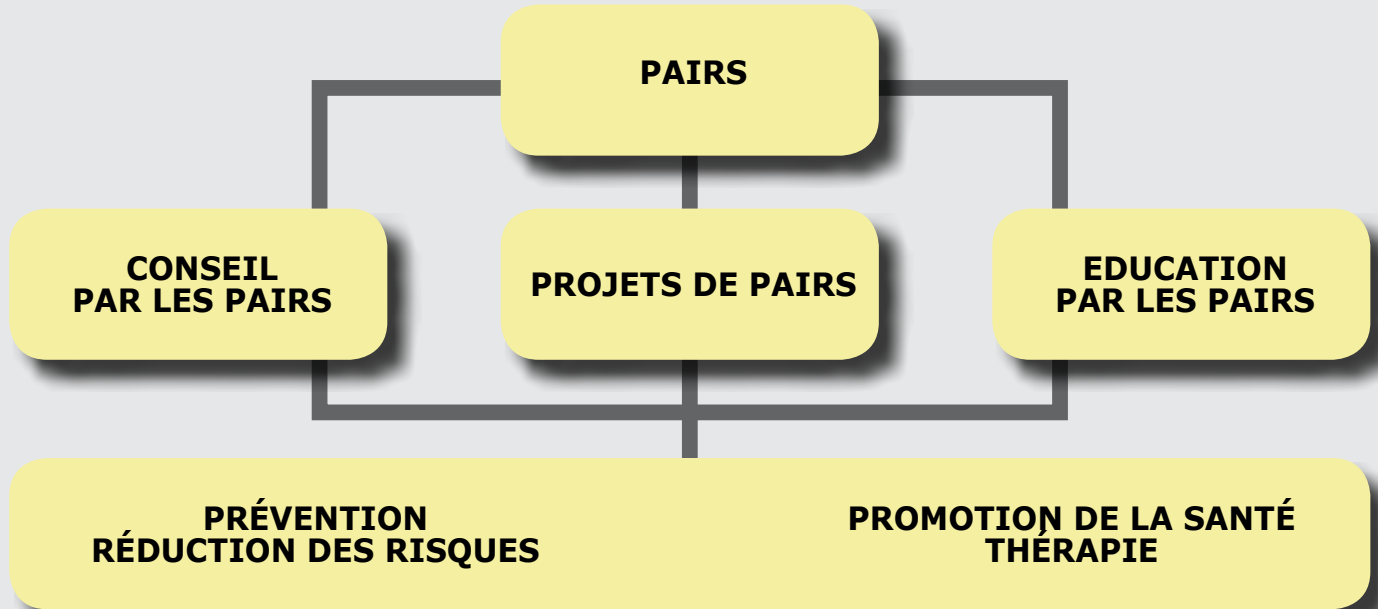 PAIRS
CONSEIL
PAR LES PAIRS
PROJETS DE PAIRS
EDUCATION
PAR LES PAIRS
PRÉVENTION
RÉDUCTION DES RISQUES
PROMOTION DE LA SANTÉ
THÉRAPIE